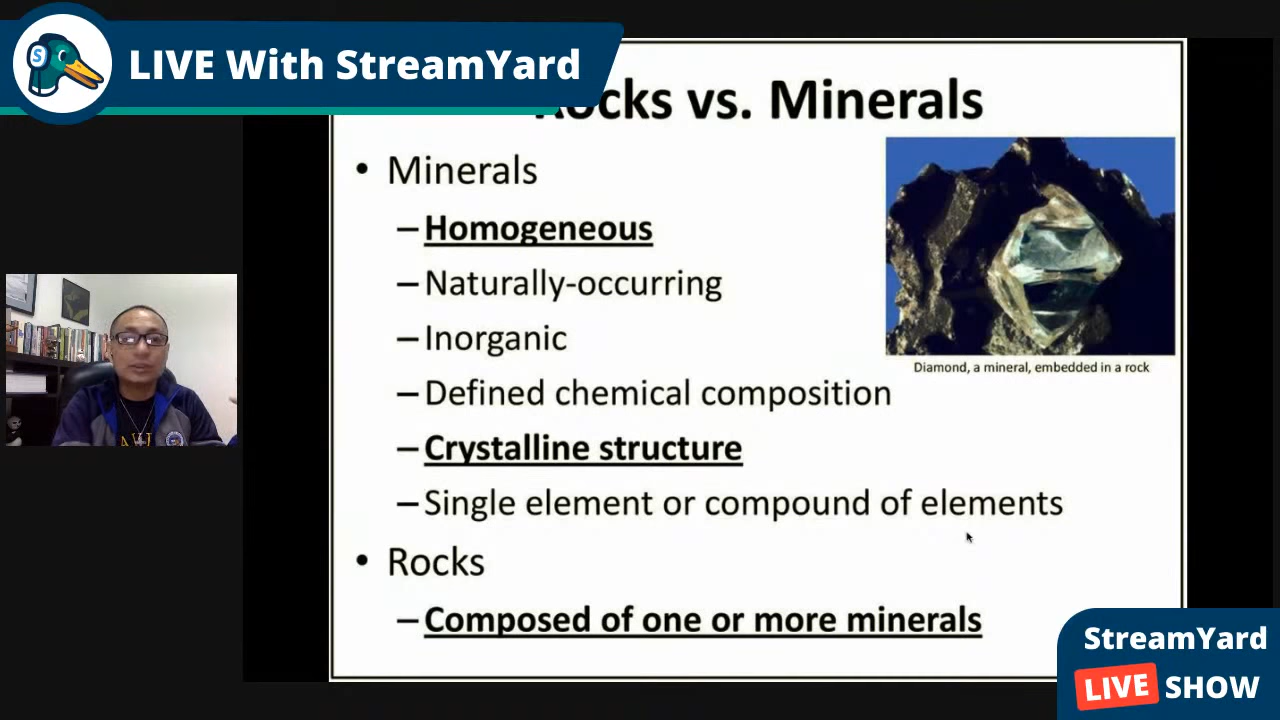 LIVE With StreamYard
Rocks vs. Minerals
• Minerals
– Homogeneous
– Naturally-occurring
– Inorganic
– Defined chemical composition
– Crystalline structure
– Single element or compound of elements
Diamond, a mineral, embedded in a rock
• Rocks
– Composed of one or more minerals
StreamYard
LIVE SHOW